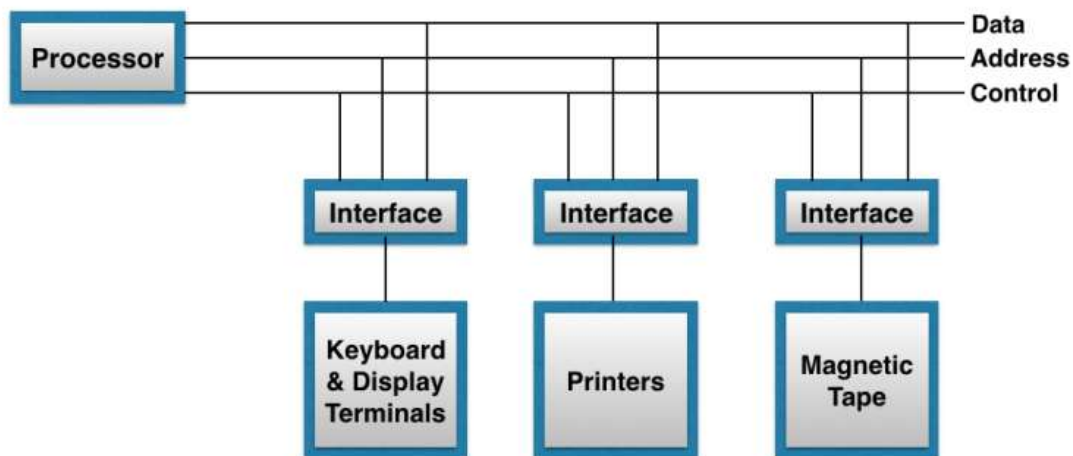 Data
Processor
Address
Control
Interface
Interface
Interface
Keyboard
& Display
Terminals
Printers
Magnetic
Tape